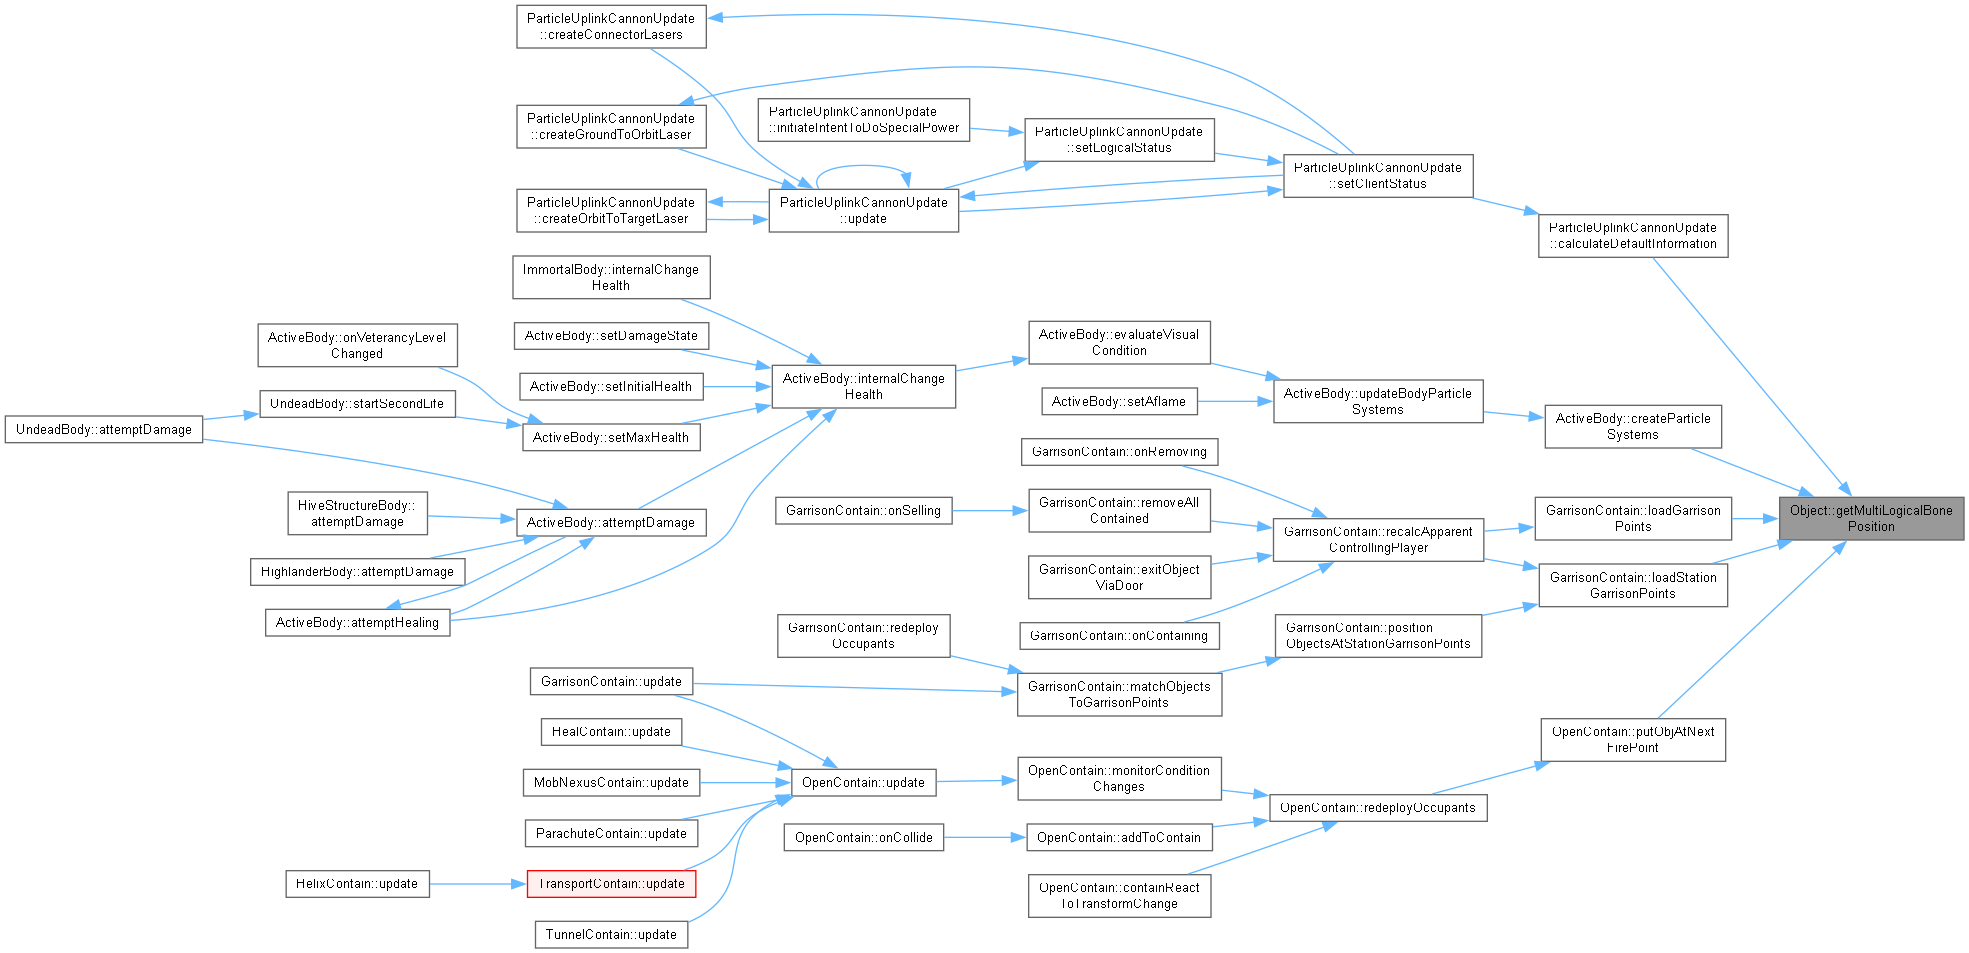 ParticleUplinkCannonUpdate
::createConnectorLasers
ParticleUplinkCannonUpdate
::createGroundToOrbitLaser
ParticleUplinkCannonUpdate
::initiateIntentToDoSpecialPower
ParticleUplinkCannonUpdate
::setLogicalStatus
ParticleUplinkCannonUpdate
::setClientStatus
ParticleUplinkCannonUpdate
::createOrbitToTargetLaser
ParticleUplinkCannonUpdate
::update
ParticleUplinkCannonUpdate
::calculateDefaultInformation
ImmortalBody::internalChange
Health
ActiveBody::onVeterancyLevel
Changed
ActiveBody::setDamageState
ActiveBody::evaluateVisual
Condition
ActiveBody::setInitialHealth
ActiveBody::internalChange
Health
ActiveBody::setAflame
ActiveBody::updateBodyParticle
Systems
UndeadBody::startSecondLife
UndeadBody::attemptDamage
ActiveBody::setMaxHealth
ActiveBody::createParticle
Systems
GarrisonContain::onRemoving
HiveStructureBody::
attemptDamage
ActiveBody::attemptDamage
GarrisonContain::onSelling
GarrisonContain::removeAll
Contained
GarrisonContain::recalcApparent
ControllingPlayer
GarrisonContain::loadGarrison
Points
Object::getMultiLogicalBone
Position
HighlanderBody::attemptDamage
GarrisonContain::exitObject
ViaDoor
GarrisonContain::loadStation
GarrisonPoints
ActiveBody::attemptHealing
GarrisonContain::redeploy
Occupants
GarrisonContain::onContaining
GarrisonContain::position
ObjectsAtStationGarrisonPoints
GarrisonContain::update
GarrisonContain::matchObjects
ToGarrisonPoints
HealContain::update
OpenContain::putObjAtNext
FirePoint
MobNexusContain::update
OpenContain::update
OpenContain::monitorCondition
Changes
OpenContain::redeployOccupants
ParachuteContain::update
OpenContain::onCollide
OpenContain::addToContain
HelixContain::update
TransportContain::update
OpenContain::containReact
ToTransformChange
TunnelContain::update